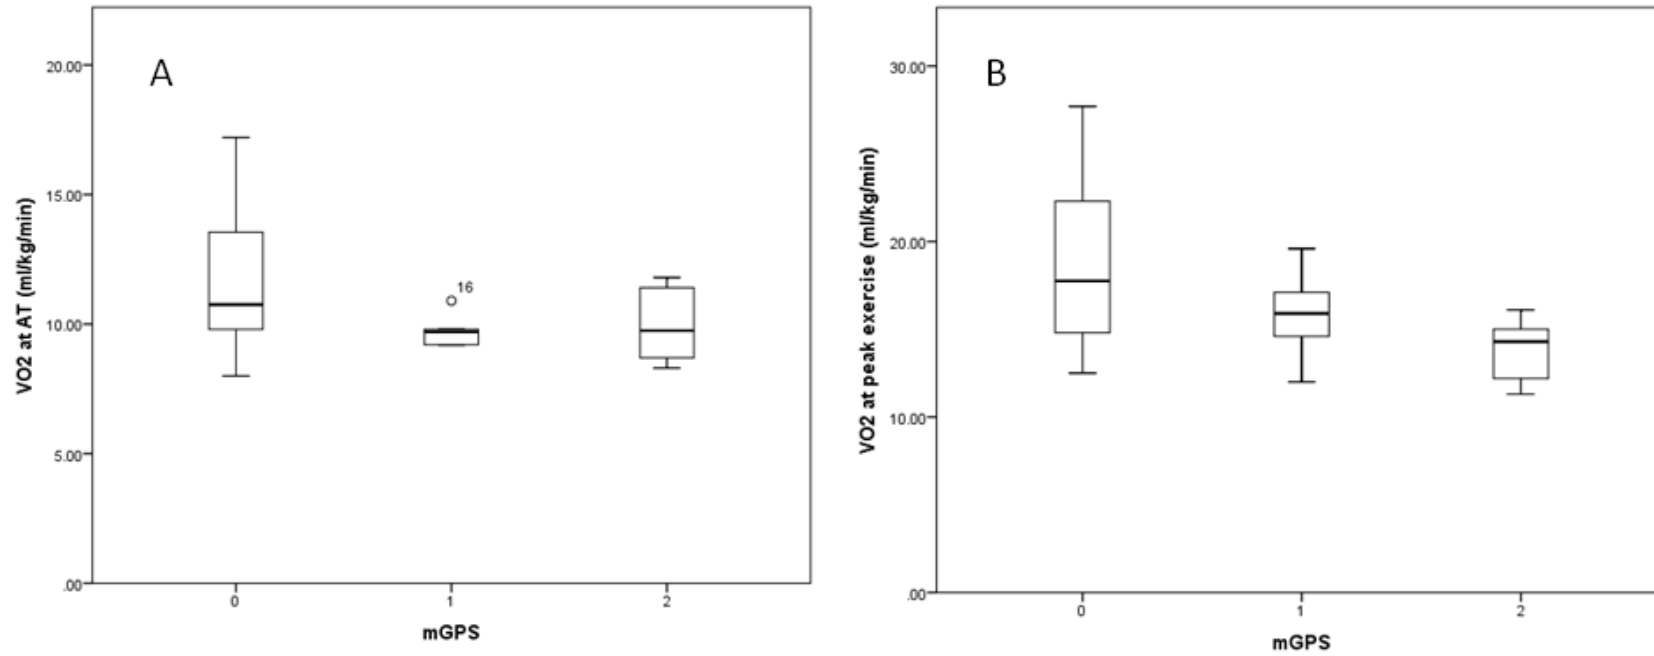 A
VO2 at AT (ml/kg/min)
20.00
15.00
10.00
5.00
.00
16
0 1 2
mGPS
B
VO2 at peak exercise (ml/kg/min)
30.00
20.00
10.00
.00
0 1 2
mGPS